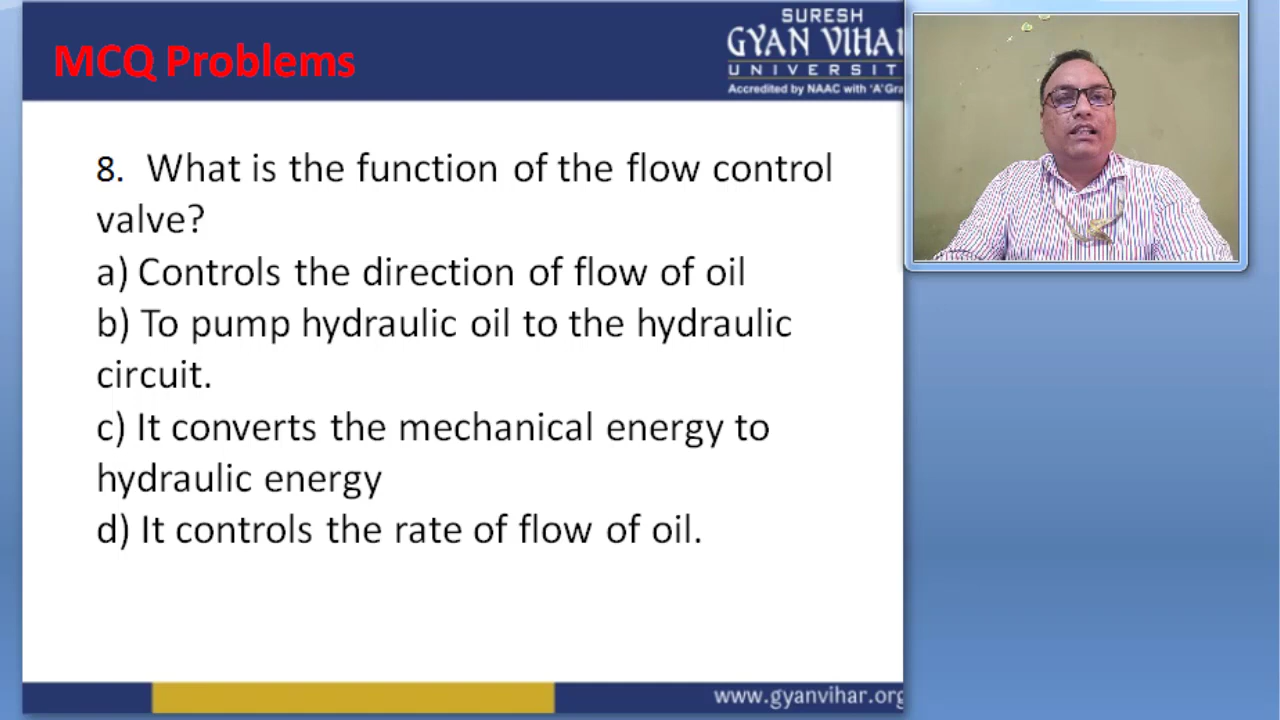 MCQ Problems
SURESH
GYAN VIHAR
UNIVERSIT
Accredited by NAAC with 'A' Gra
8. What is the function of the flow control
valve?
a) Controls the direction of flow of oil
b) To pump hydraulic oil to the hydraulic
circuit.
c) It converts the mechanical energy to
hydraulic energy
d) It controls the rate of flow of oil.
www.gyanvihar.org